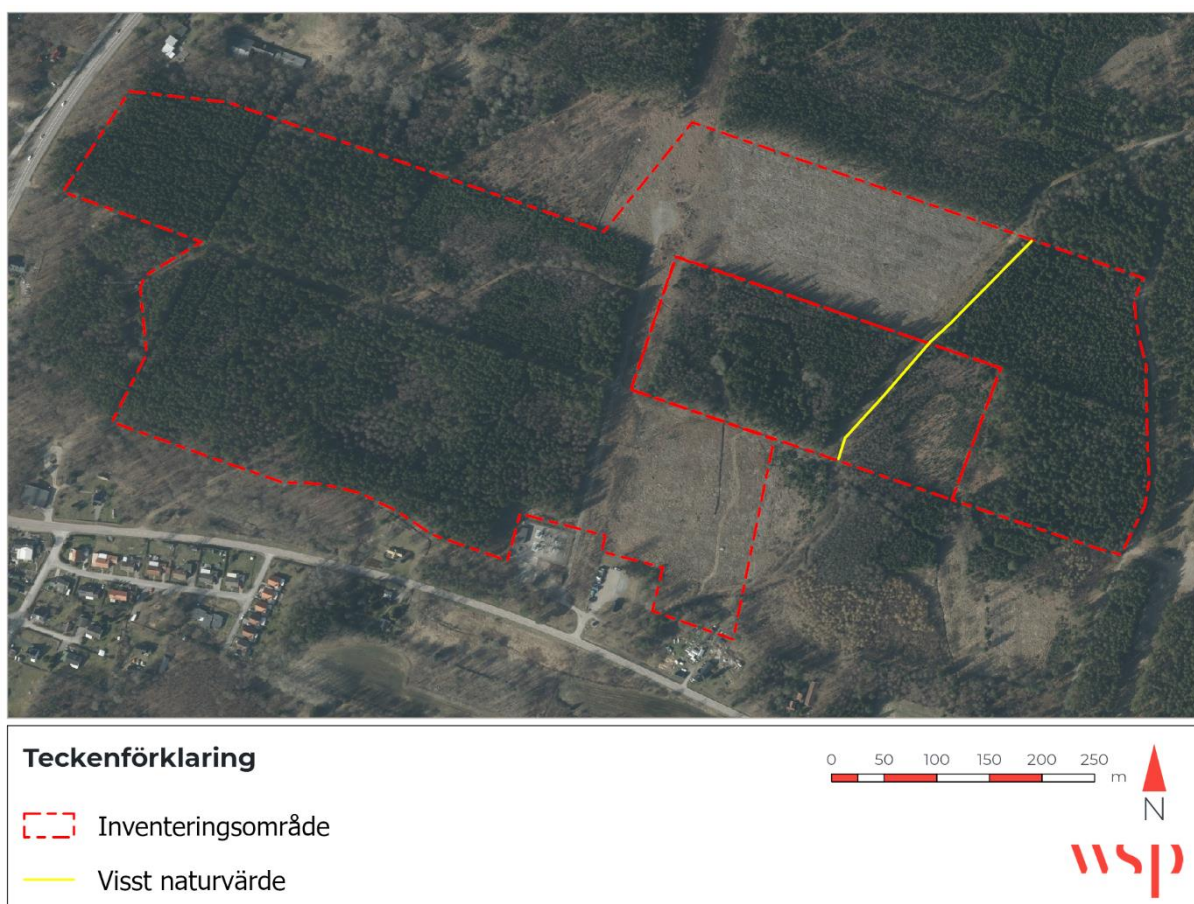 Teckenförklaring
0 50 100 150 200 250
m
N
Inventeringsområde
Visst naturvärde
wsp